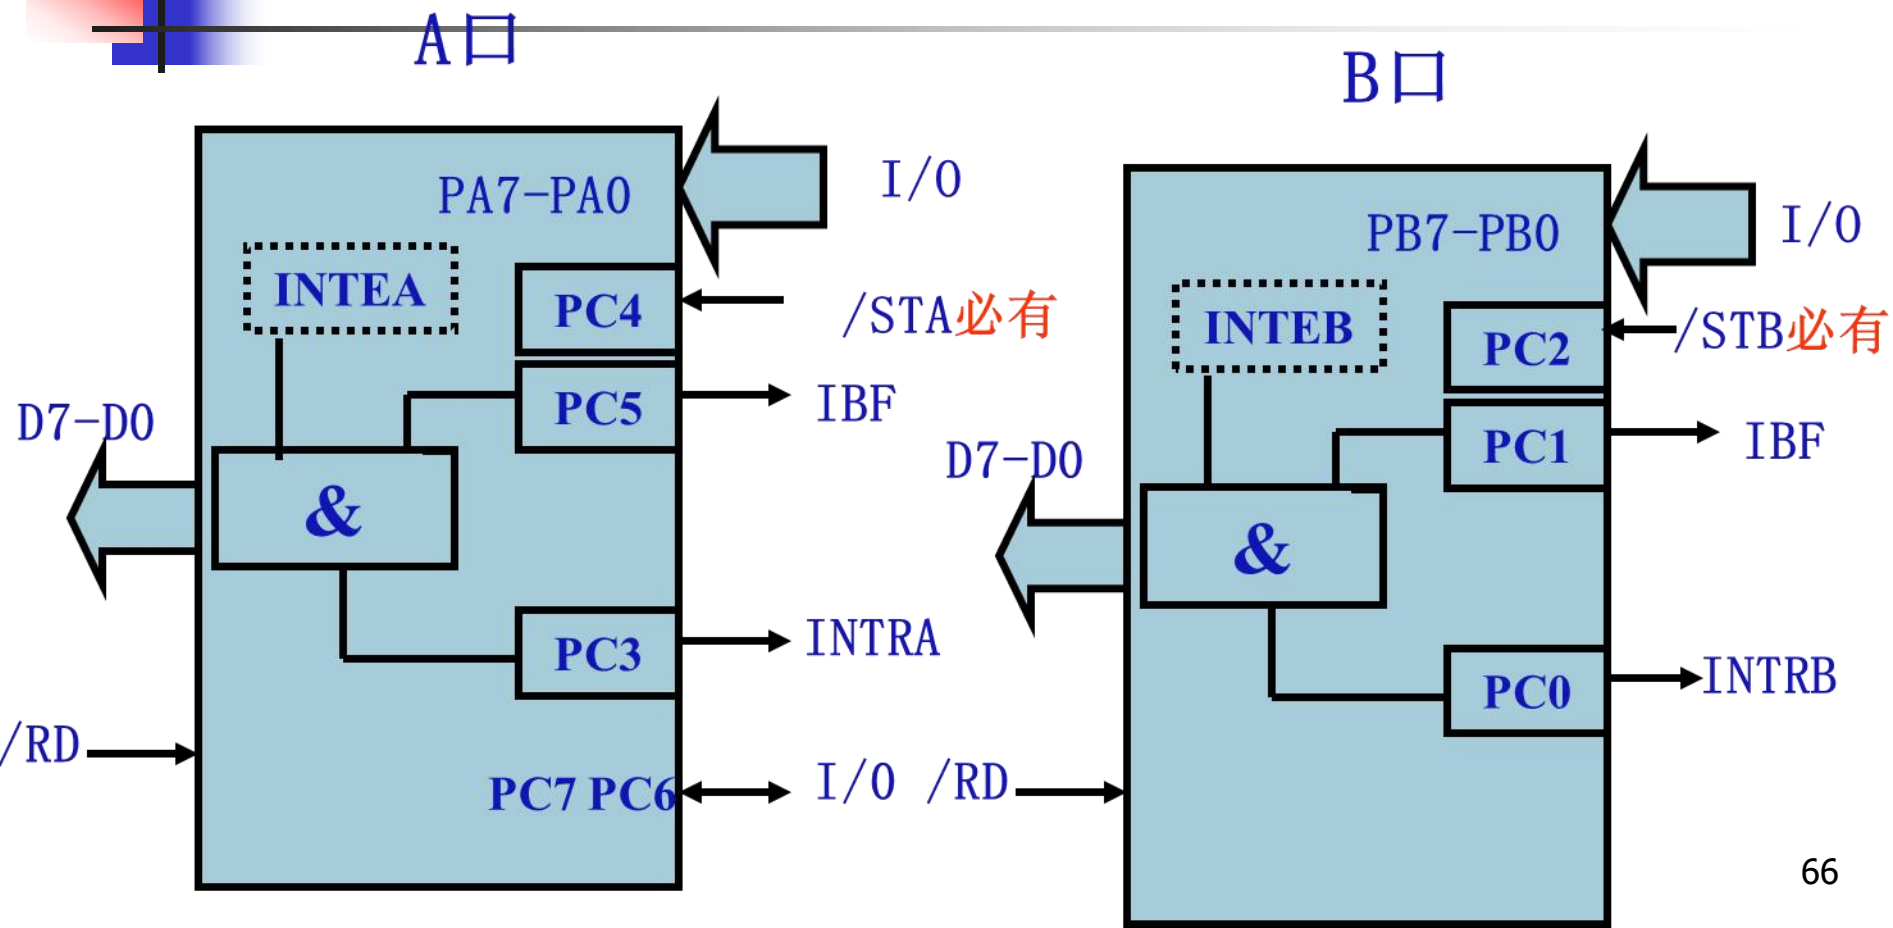 A口
PA7-PA0
I/O
INTEA
PC4
/STA必有
PC5
IBF
D7-D0
&
PC3
INTRA
/RD
PC7 PC6
I/O
B口
PB7-PB0
I/O
INTEB
PC2
/STB必有
PC1
IBF
D7-D0
&
PC0
INTRB
/RD
66